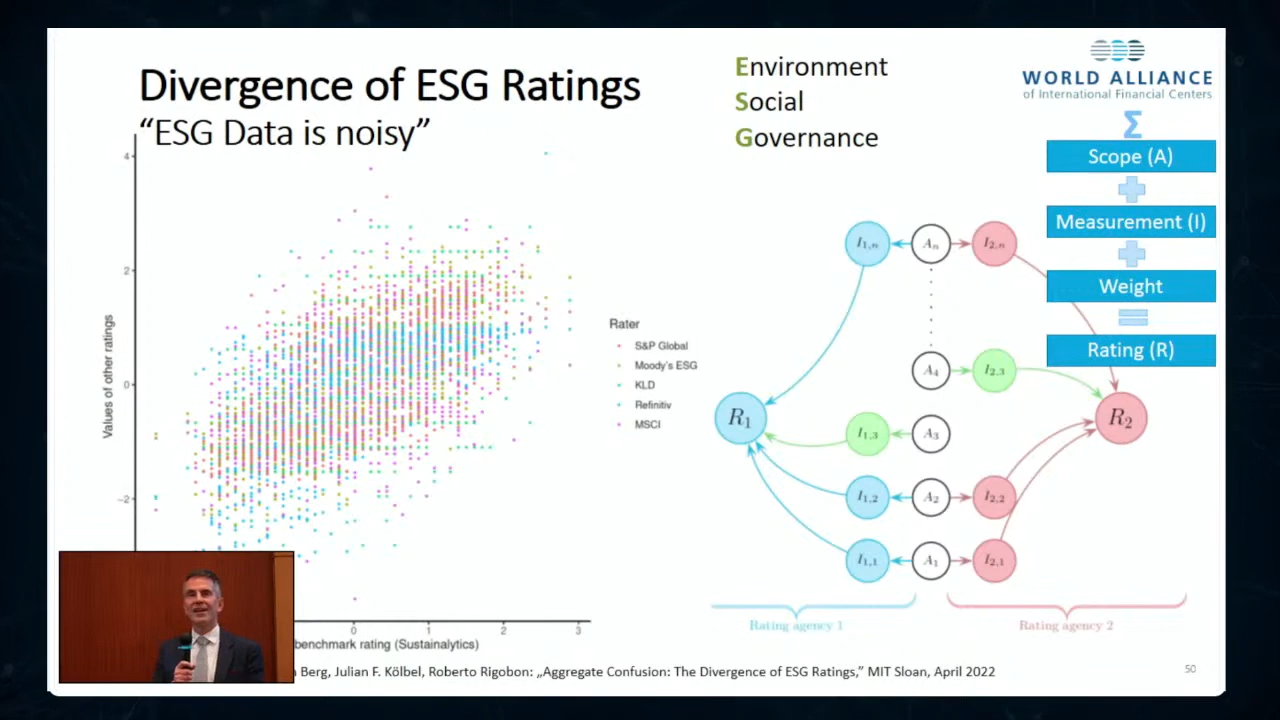 Divergence of ESG Ratings
“ESG Data is noisy”
Environment
Social
Governance
WORLD ALLIANCE
of International Financial Centers
Σ
Scope (A)
Measurement (I)
Weight
Rating (R)
4
2
0
−2
Values of other ratings
0
1
2
3
benchmark rating (Sustainalytics)
Rater
S&P Global
Moody's ESG
KLD
Refinitiv
MSCI
I1,n
An
I2,n
A4
I2,3
R1
I1,3
A3
R2
I1,2
A2
I2,2
I1,1
A1
I2,1
Rating agency 1
Rating agency 2
Berg, Julian F. Kölbel, Roberto Rigobon: „Aggregate Confusion: The Divergence of ESG Ratings,” MIT Sloan, April 2022
50